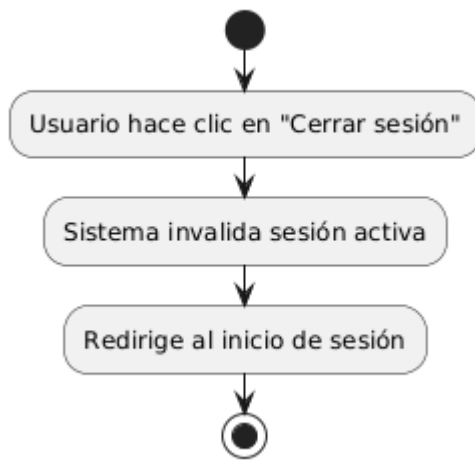 Usuario hace clic en "Cerrar sesión"
Sistema invalida sesión activa
Redirige al inicio de sesión